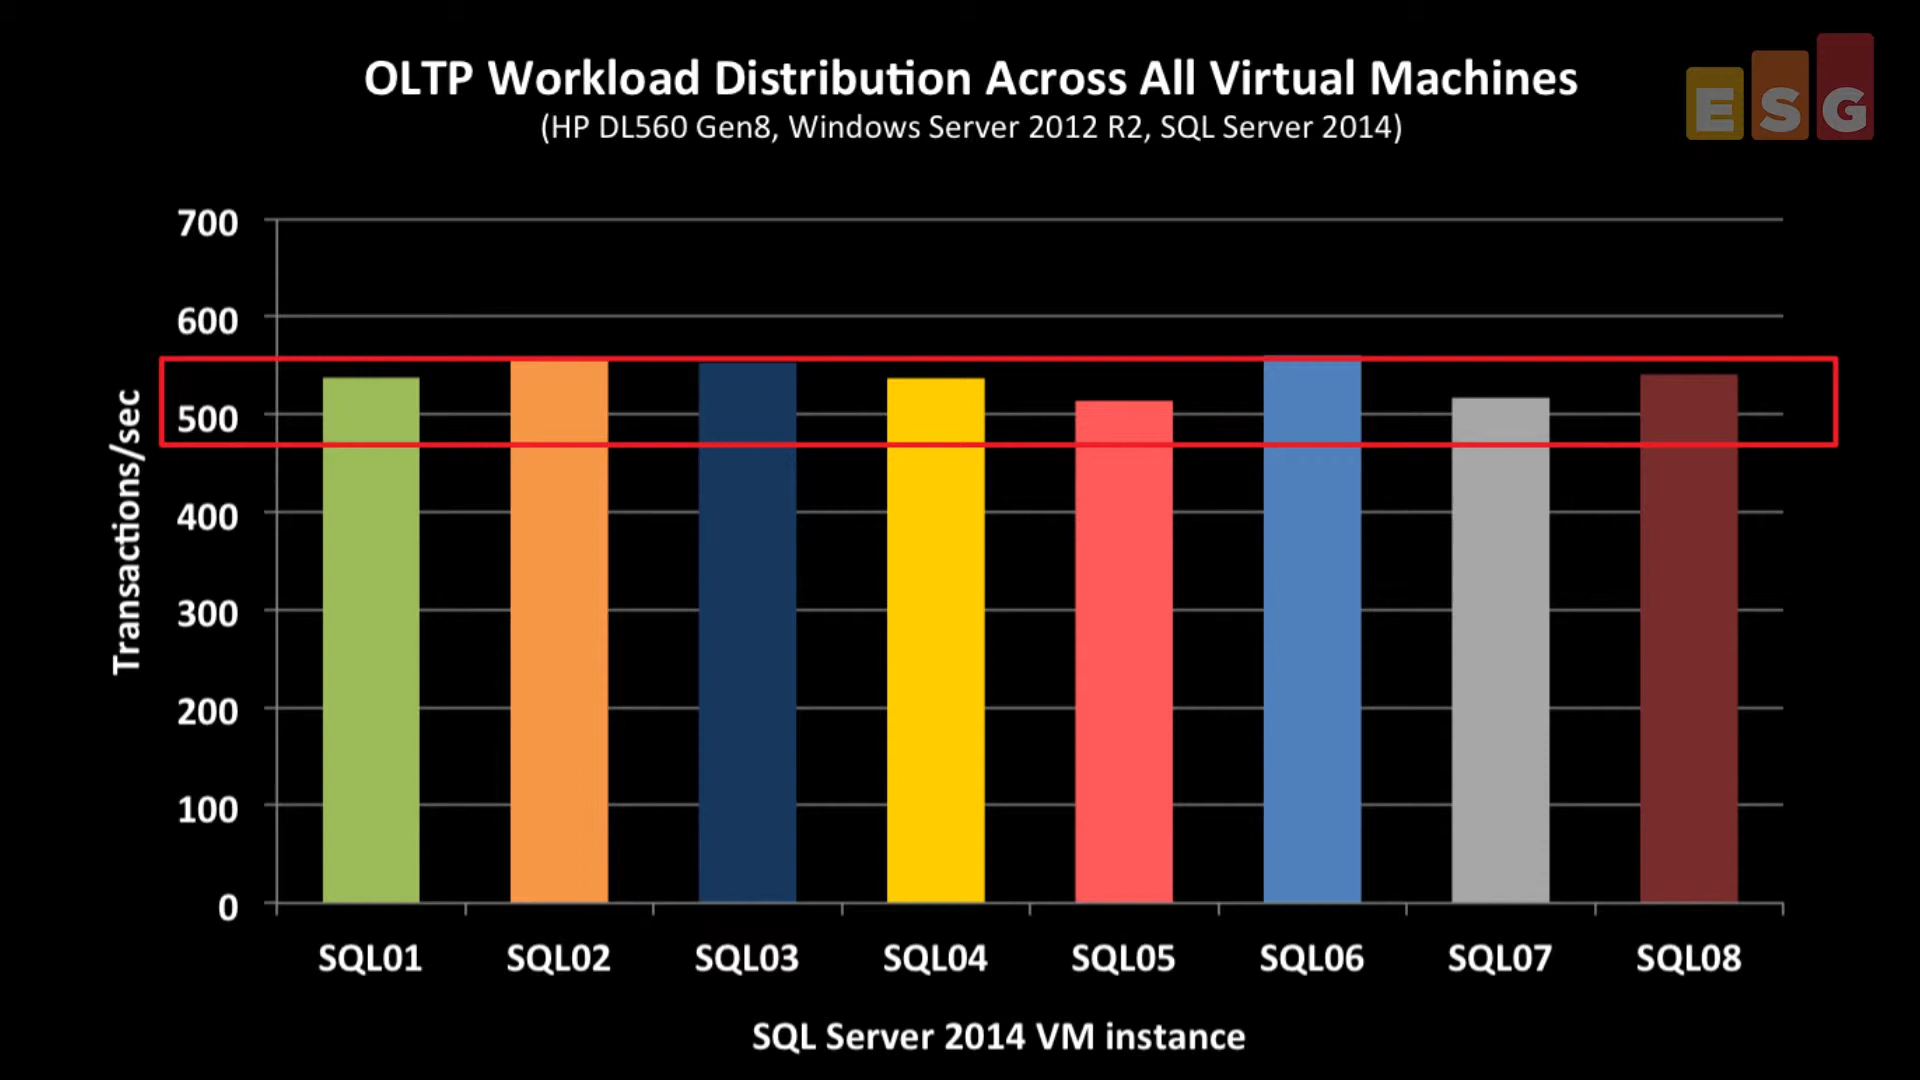 OLTP Workload Distribution Across All Virtual Machines
(HP DL560 Gen8, Windows Server 2012 R2, SQL Server 2014)
ESG
700
600
500
400
300
200
100
0
Transactions/sec
SQL01 SQL02 SQL03 SQL04 SQL05 SQL06 SQL07 SQL08
SQL Server 2014 VM instance